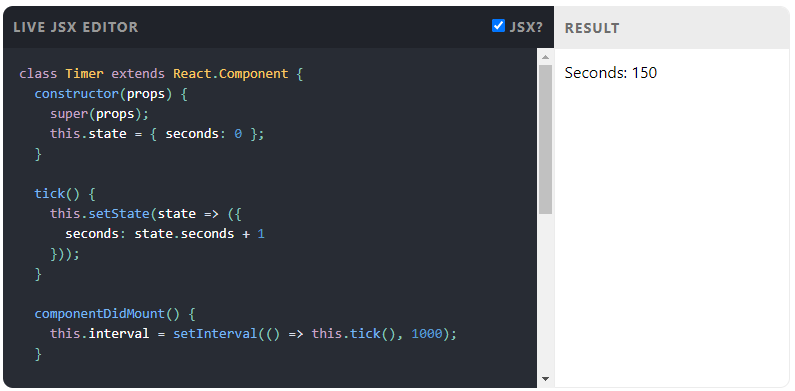 LIVE JSX EDITOR
JSX?
class Timer extends React.Component {
  constructor(props) {
    super(props);
    this.state = { seconds: 0 };
  }

  tick() {
    this.setState(state => ({
      seconds: state.seconds + 1
    }));
  }

  componentDidMount() {
    this.interval = setInterval(() => this.tick(), 1000);
  }
RESULT
Seconds: 150